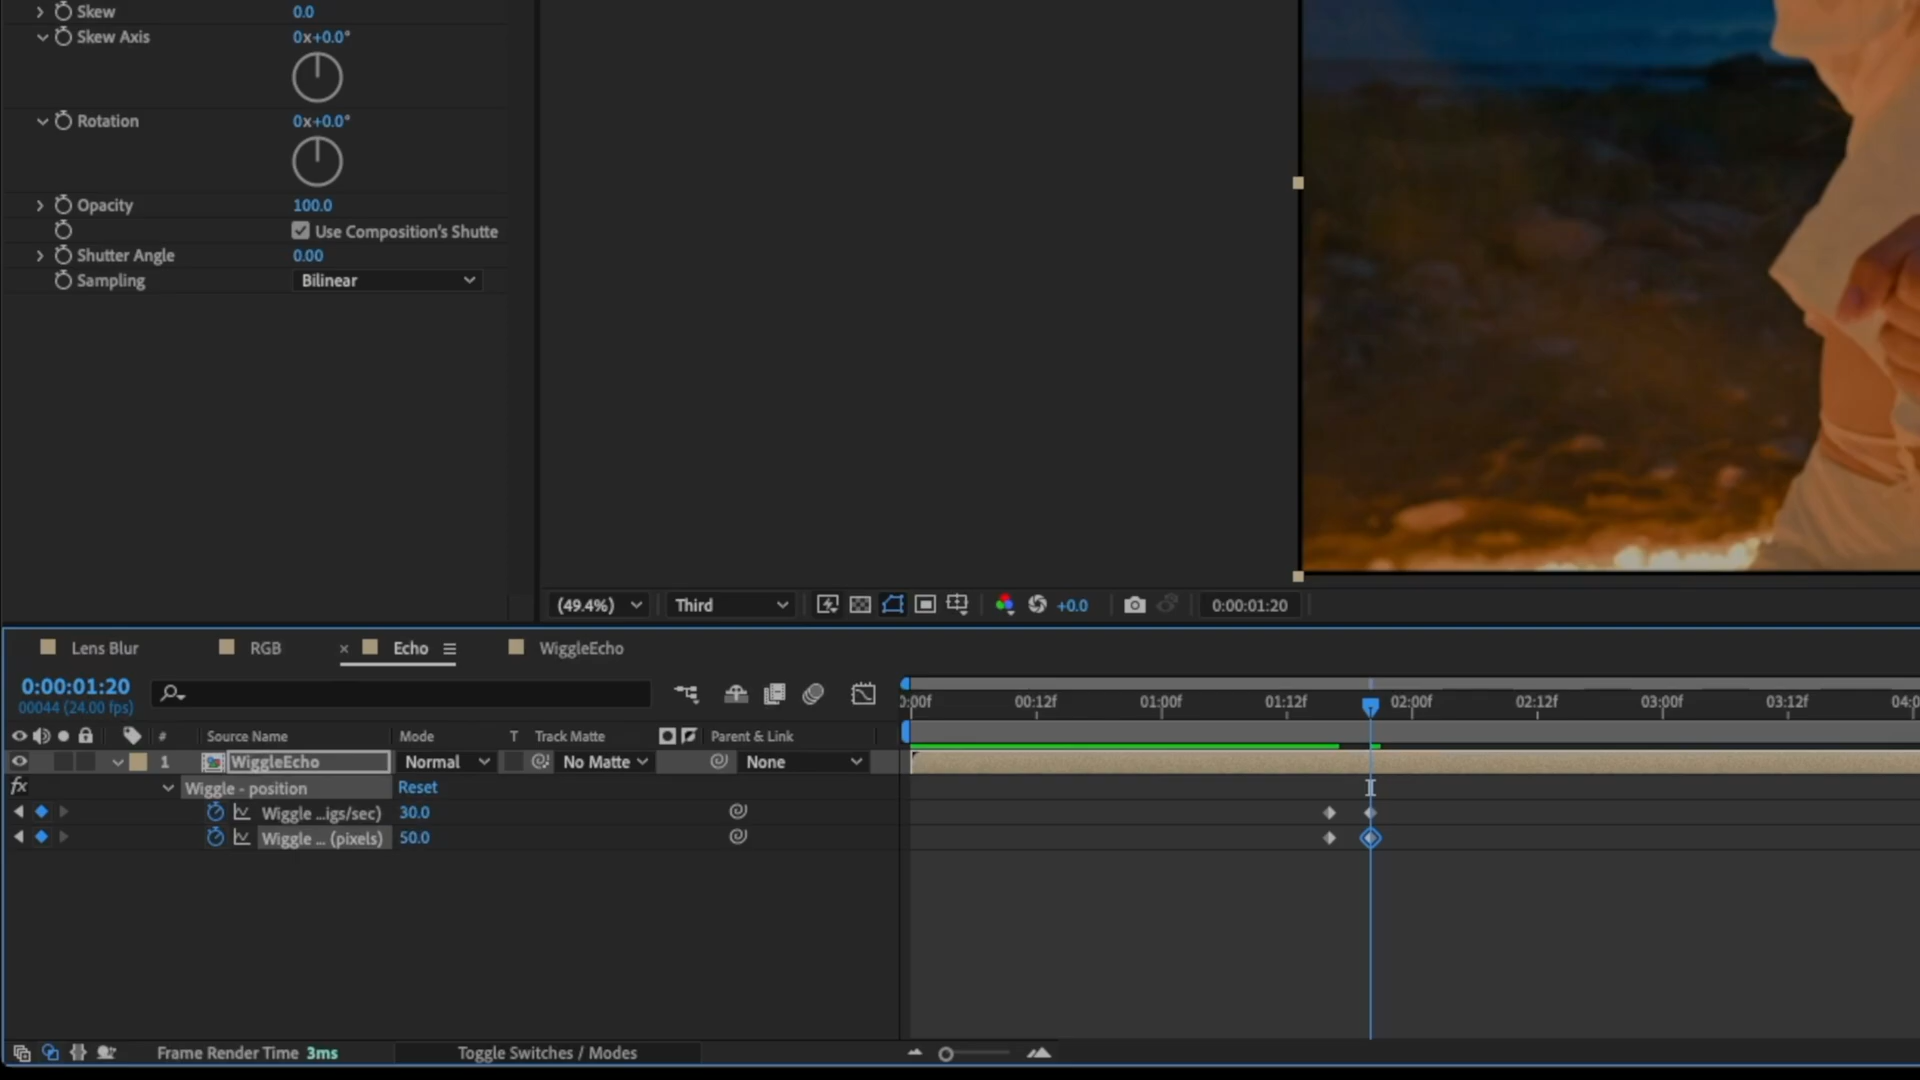 Skew 0.0
Skew Axis 0x+0.0°
Rotation 0x+0.0°
Opacity 100.0
Use Composition's Shutte
Shutter Angle 0.00
Sampling Bilinear
(49.4%) Third +0.0 0:00:01:20
Lens Blur RGB × Echo WiggleEcho
0:00:01:20
00044 (24.00 fps)
0:00f 00:12f 01:00f 01:12f 02:00f 02:12f 03:00f 03:12f 04:0
# Source Name Mode T Track Matte Parent & Link
1 WiggleEcho Normal No Matte None
fx Wiggle - position Reset
Wiggle ...igs/sec) 30.0
Wiggle ... (pixels) 50.0
Frame Render Time 3ms Toggle Switches / Modes